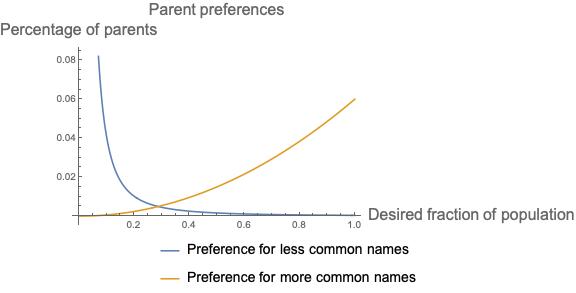 Parent preferences
Percentage of parents
0.08
0.06
0.04
0.02
0.2 0.4 0.6 0.8 1.0
Desired fraction of population
Preference for less common names
Preference for more common names